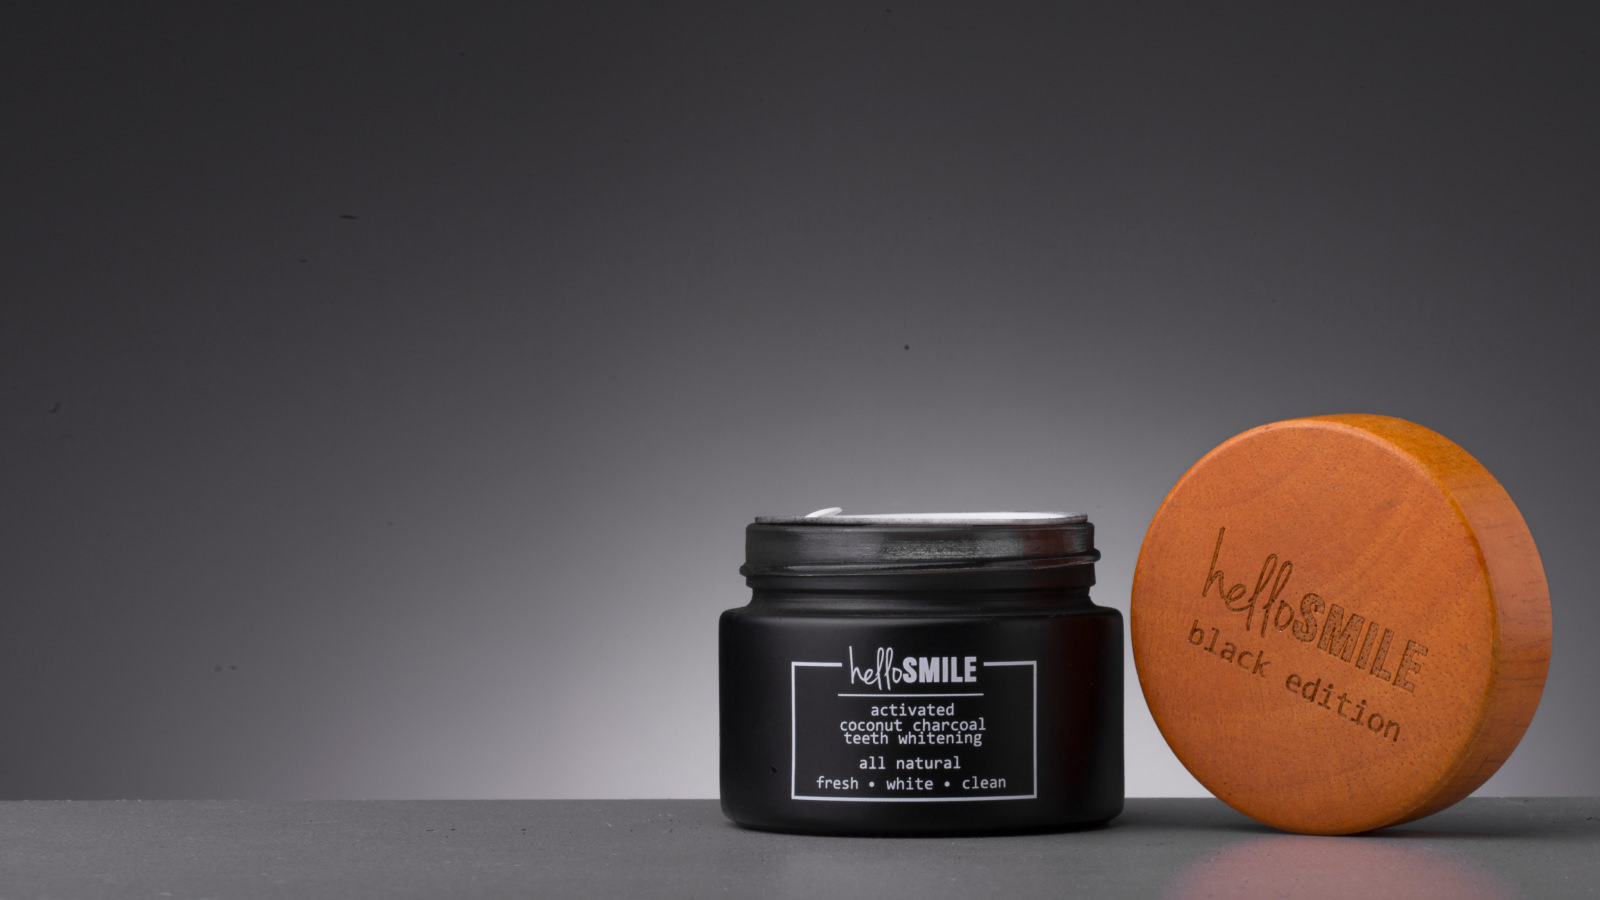 helloSMILE
activated
coconut charcoal
teeth whitening
all natural
fresh • white • clean
helloSMILE
black edition